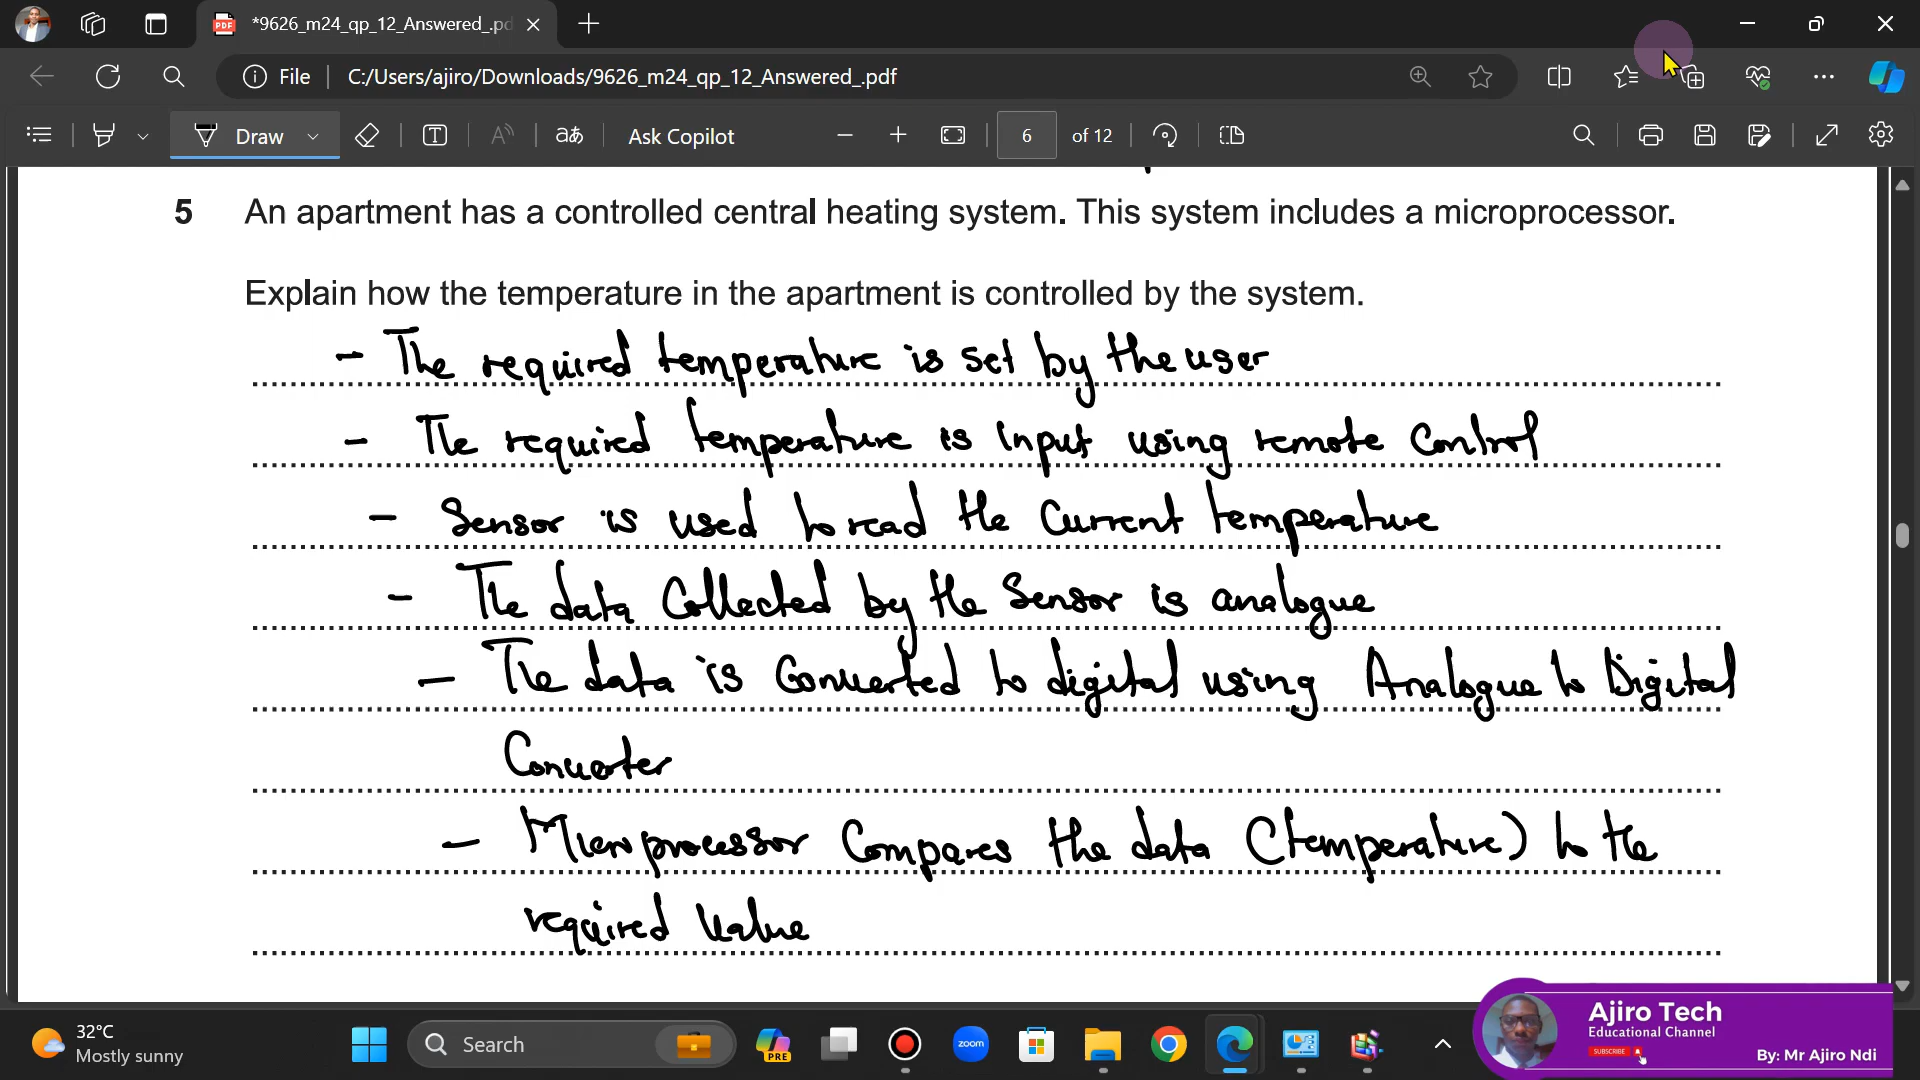 *9626_m24_qp_12_Answered_.pd
File
C:/Users/ajiro/Downloads/9626_m24_qp_12_Answered_.pdf
Draw
Ask Copilot
6 of 12
5 An apartment has a controlled central heating system. This system includes a microprocessor.
Explain how the temperature in the apartment is controlled by the system.
- The required temperature is set by the user
- The required temperature is input using remote Control
- Sensor is used to read the Current temperature
- The data Collected by the Sensor is analogue
- The data is Converted to digital using Analogue to Digital
Converter
- Microprocessor Compares the data (temperature) to the
required Value
Ajiro Tech
Educational Channel
SUBSCRIBE
By: Mr Ajiro Ndi
32°C
Mostly sunny
Search
PRE
zoom